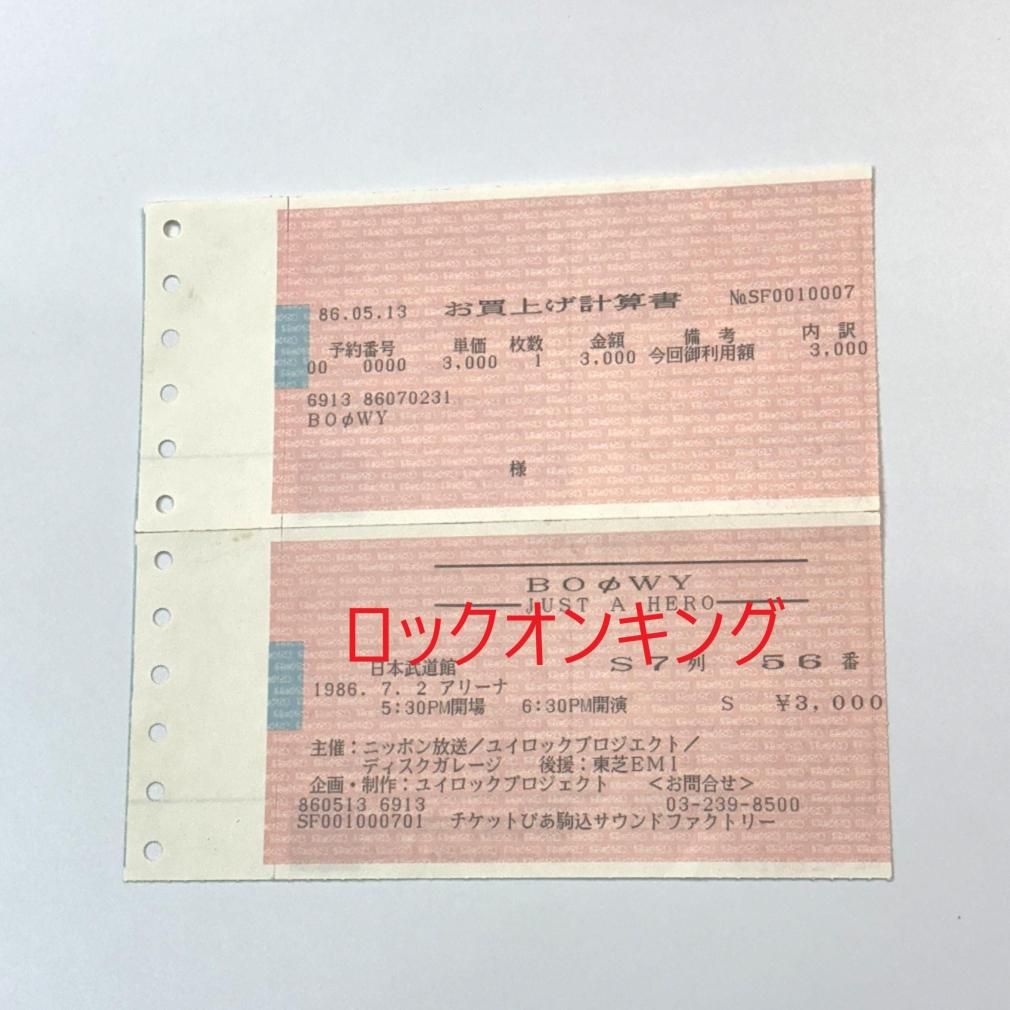 86.05.13 お買上げ計算書 №SF0010007
予約番号 単価 枚数 金額 備考 内訳
00 0000 3,000 1 3,000 今回御利用額 3,000
6913 86070231
BOφWY
様
BOφWY
JUST A HERO
ロックオンキング
日本武道館 S7列 56番
1986. 7. 2 アリーナ
5:30PM開場 6:30PM開演 S ¥3,000
主催：ニッポン放送／ユイロックプロジェクト／
ディスクガレージ 後援：東芝EMI
企画・制作：ユイロックプロジェクト ＜お問合せ＞
860513 6913 03-239-8500
SF001000701 チケットぴあ駒込サウンドファクトリー